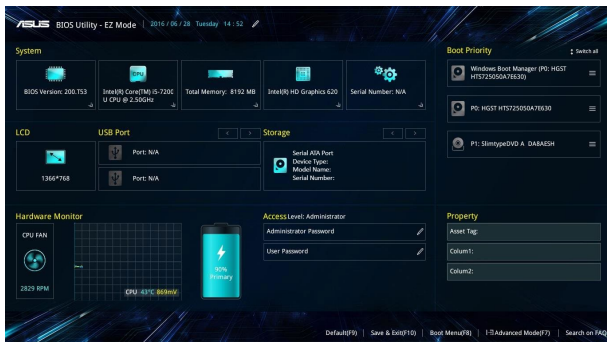 ASUS BIOS Utility - EZ Mode | 2016/06/28 Tuesday 14:52
System
BIOS Version: 200.T53
CPU
Intel(R) Core(TM) i5-7200U CPU @ 2.50GHz
Total Memory: 8192 MB
Intel(R) HD Graphics 620
Serial Number: N/A
Boot Priority
Switch all
Windows Boot Manager (P0: HGST HTS725050A7E630)
P0: HGST HTS725050A7E630
P1: SlimtypeDVD A DA8AESH
LCD
1366*768
USB Port
Port: N/A
Port: N/A
Storage
Serial ATA Port
Device Type:
Model Name:
Serial Number:
Hardware Monitor
CPU FAN
2829 RPM
CPU 43°C 869mV
90%
Primary
Access Level: Administrator
Administrator Password
User Password
Property
Asset Tag:
Colum1:
Colum2:
Default(F9) | Save & Exit(F10) | Boot Menu(F8) | Advanced Mode(F7) | Search on FAQ